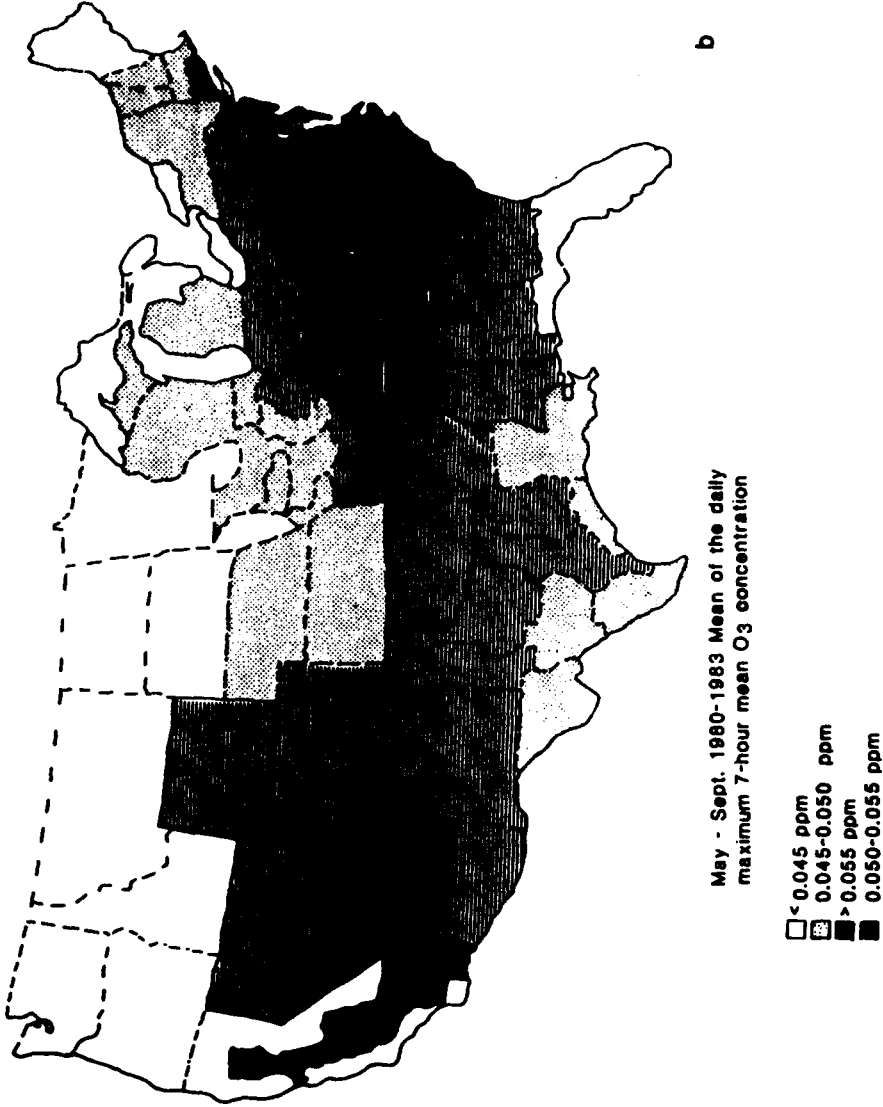 b
May - Sept. 1980-1983 Mean of the daily
maximum 7-hour mean O3 concentration
< 0.045 ppm
0.045-0.050 ppm
> 0.055 ppm
0.050-0.055 ppm